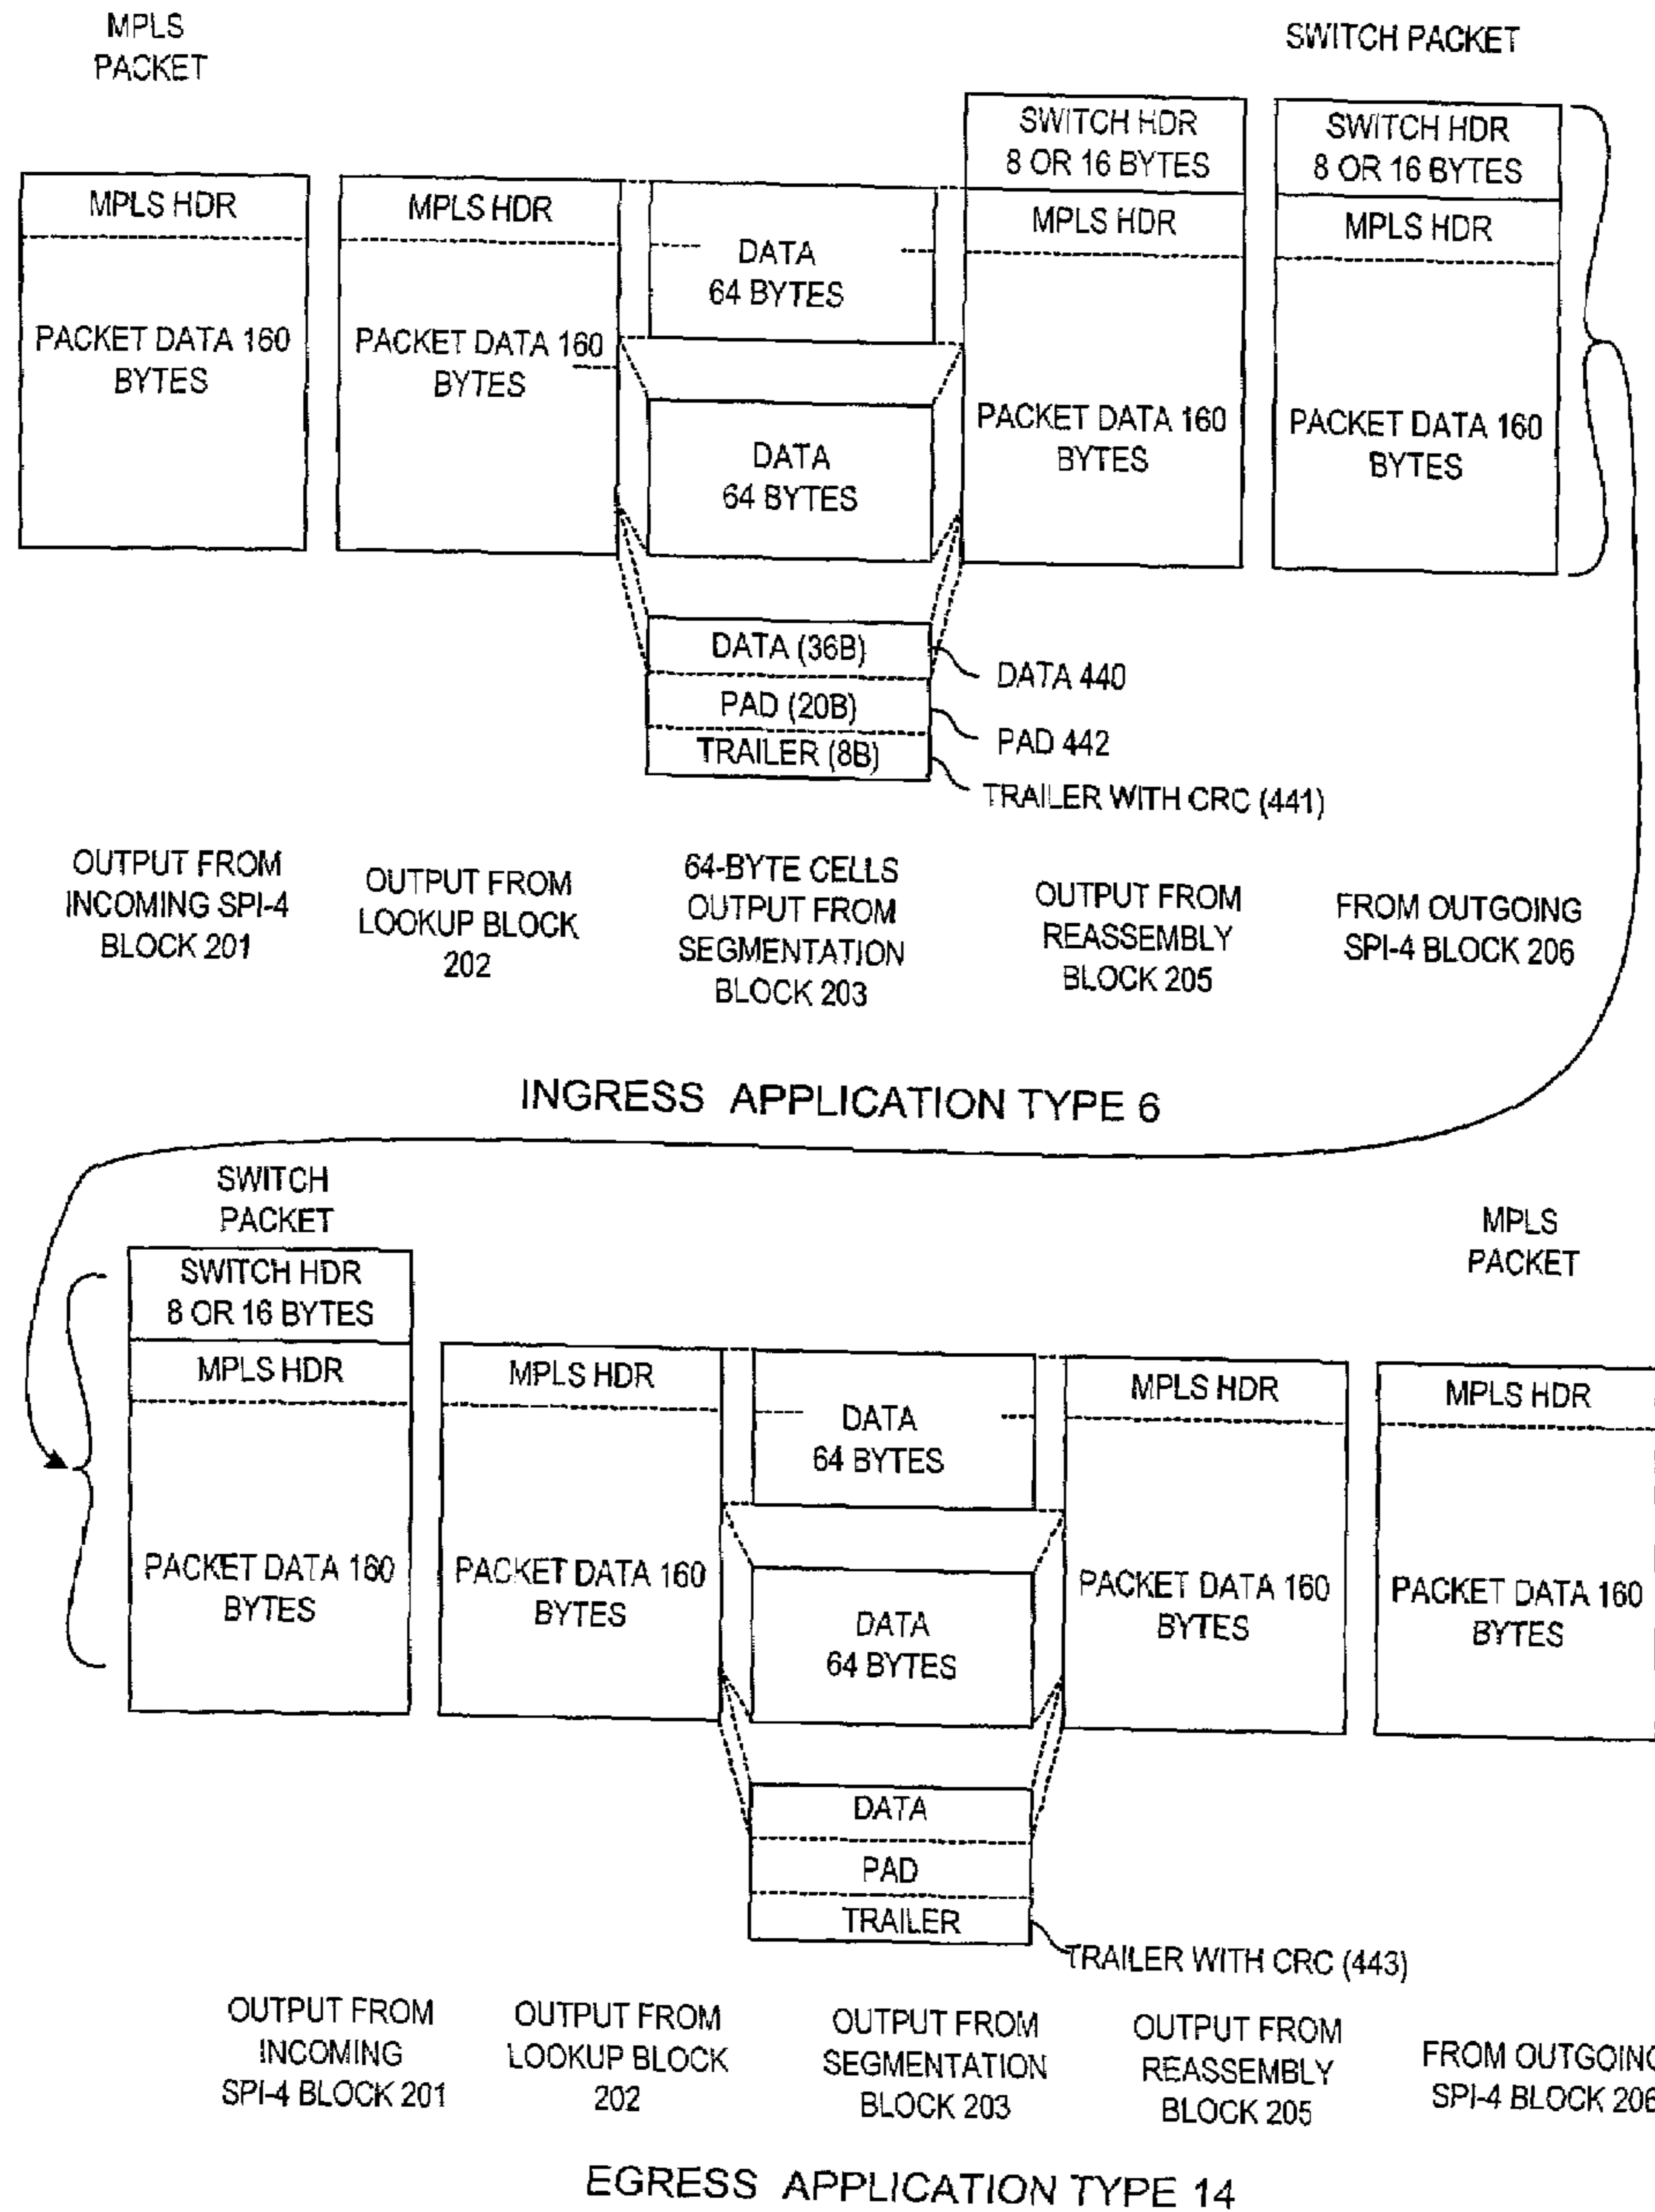 MPLS
PACKET
SWITCH PACKET
MPLS HDR
PACKET DATA 160
BYTES
MPLS HDR
PACKET DATA 160
BYTES
DATA
64 BYTES
DATA
64 BYTES
DATA (36B)
PAD (20B)
TRAILER (8B)
DATA 440
PAD 442
TRAILER WITH CRC (441)
SWITCH HDR
8 OR 16 BYTES
MPLS HDR
PACKET DATA 160
BYTES
SWITCH HDR
8 OR 16 BYTES
MPLS HDR
PACKET DATA 160
BYTES
OUTPUT FROM
INCOMING SPI-4
BLOCK 201
OUTPUT FROM
LOOKUP BLOCK
202
64-BYTE CELLS
OUTPUT FROM
SEGMENTATION
BLOCK 203
OUTPUT FROM
REASSEMBLY
BLOCK 205
FROM OUTGOING
SPI-4 BLOCK 206
INGRESS APPLICATION TYPE 6
SWITCH
PACKET
MPLS
PACKET
SWITCH HDR
8 OR 16 BYTES
MPLS HDR
PACKET DATA 160
BYTES
MPLS HDR
PACKET DATA 160
BYTES
DATA
64 BYTES
DATA
64 BYTES
DATA
PAD
TRAILER
TRAILER WITH CRC (443)
MPLS HDR
PACKET DATA 160
BYTES
MPLS HDR
PACKET DATA 160
BYTES
OUTPUT FROM
INCOMING
SPI-4 BLOCK 201
OUTPUT FROM
LOOKUP BLOCK
202
OUTPUT FROM
SEGMENTATION
BLOCK 203
OUTPUT FROM
REASSEMBLY
BLOCK 205
FROM OUTGOING
SPI-4 BLOCK 206
EGRESS APPLICATION TYPE 14